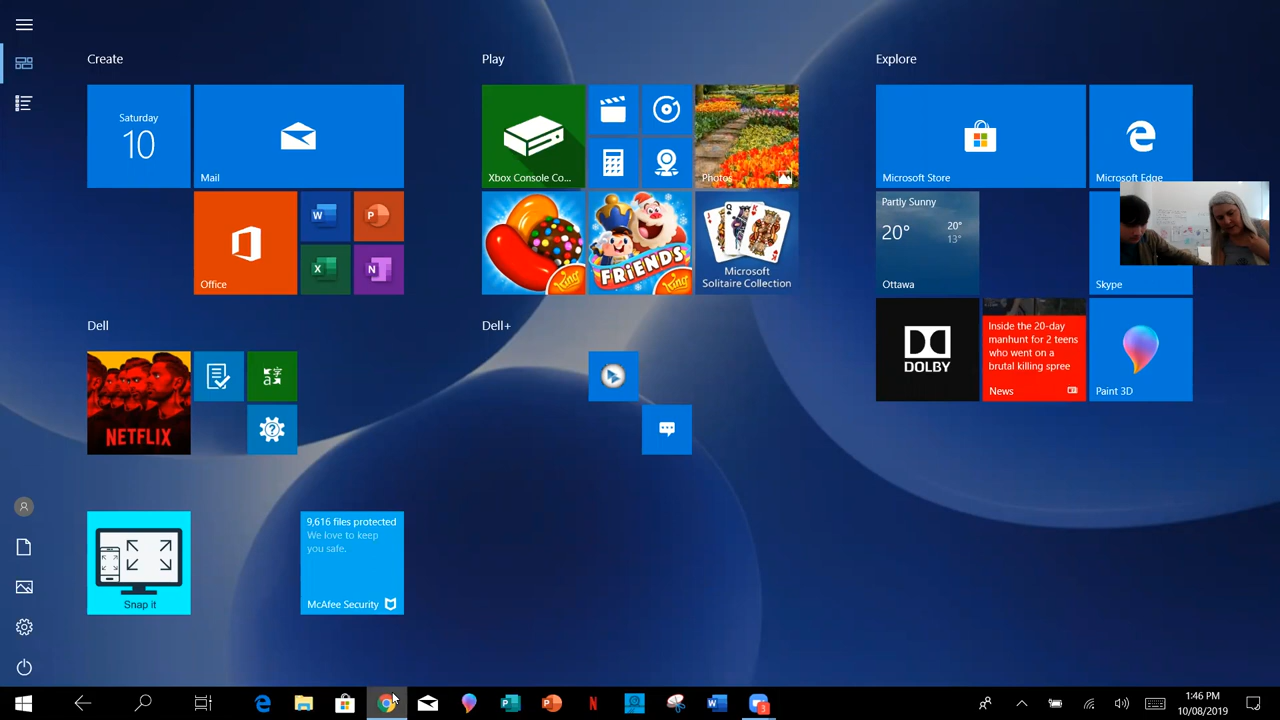 Create
Play
Explore
Saturday
10
Mail
Office
W
P
X
N
Xbox Console Co...
Photos
King
FRIENDS
King
Microsoft
Solitaire Collection
Microsoft Store
Microsoft Edge
Partly Sunny
20°
20°
13°
Ottawa
Skype
DOLBY
Inside the 20-day
manhunt for 2 teens
who went on a
brutal killing spree
News
Paint 3D
Dell
Dell+
NETFLIX
Snap it
9,616 files protected
We love to keep
you safe.
McAfee Security
1:46 PM
10/08/2019
3